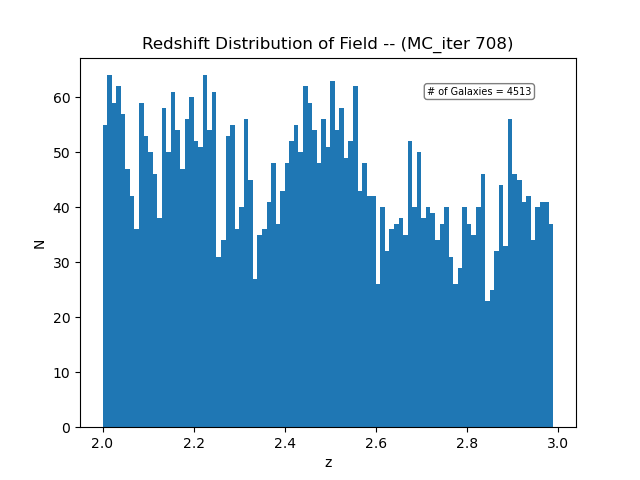 Redshift Distribution of Field -- (MC_iter 708)
# of Galaxies = 4513
60
50
40
30
20
10
0
N
2.0 2.2 2.4 2.6 2.8 3.0
z